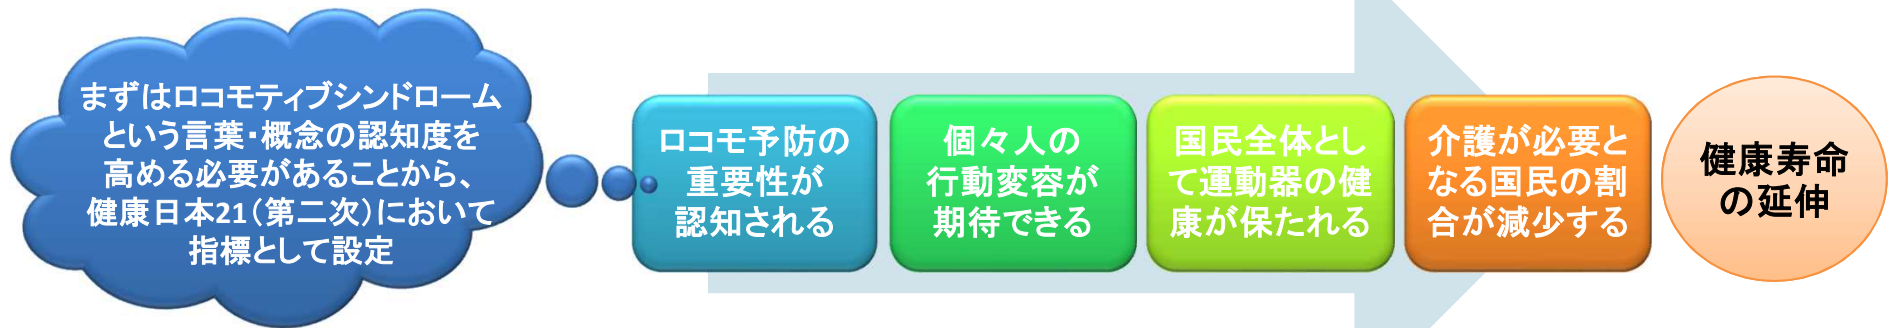 まずはロコモティブシンドローム
という言葉・概念の認知度を
高める必要があることから、
健康日本21（第二次）において
指標として設定
ロコモ予防の
重要性が
認知される
個々人の
行動変容が
期待できる
国民全体とし
て運動器の健
康が保たれる
介護が必要と
なる国民の割
合が減少する
健康寿命
の延伸